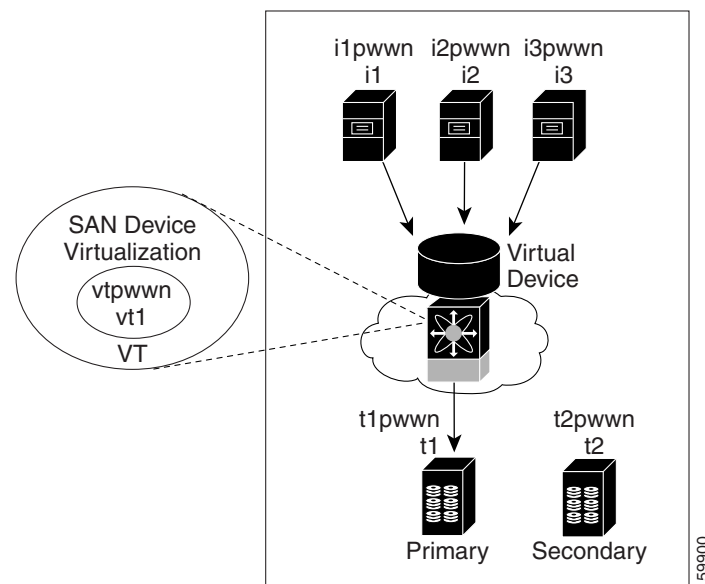 i1pwwn i2pwwn i3pwwn
i1 i2 i3
SAN Device
Virtualization
vtpwwn
vt1
VT
Virtual
Device
t1pwwn t2pwwn
t1 t2
Primary Secondary
59900